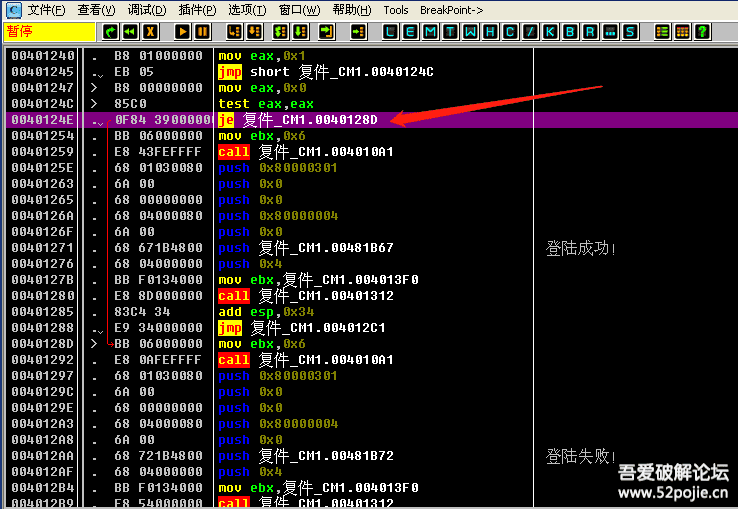 文件(F) 查看(V) 调试(D) 插件(P) 选项(T) 窗口(W) 帮助(H) Tools BreakPoint->
暂停 L E M T W H C / K B R ... S ?
00401240 . B8 01000000 mov eax,0x1
00401245 . EB 05 jmp short 复件_CM1.0040124C
00401247 > B8 00000000 mov eax,0x0
0040124C > 85C0 test eax,eax
0040124E . 0F84 39000000 je 复件_CM1.0040128D
00401254 . BB 06000000 mov ebx,0x6
00401259 . E8 43FEFFFF call 复件_CM1.004010A1
0040125E . 68 01030080 push 0x80000301
00401263 . 6A 00 push 0x0
00401265 . 68 00000000 push 0x0
0040126A . 68 04000080 push 0x80000004
0040126F . 6A 00 push 0x0
00401271 . 68 671B4800 push 复件_CM1.00481B67 登陆成功!
00401276 . 68 04000000 push 0x4
0040127B . BB F0134000 mov ebx,复件_CM1.004013F0
00401280 . E8 8D000000 call 复件_CM1.00401312
00401285 . 83C4 34 add esp,0x34
00401288 . E9 34000000 jmp 复件_CM1.004012C1
0040128D > BB 06000000 mov ebx,0x6
00401292 . E8 0AFEFFFF call 复件_CM1.004010A1
00401297 . 68 01030080 push 0x80000301
0040129C . 6A 00 push 0x0
0040129E . 68 00000000 push 0x0
004012A3 . 68 04000080 push 0x80000004
004012A8 . 6A 00 push 0x0
004012AA . 68 721B4800 push 复件_CM1.00481B72 登陆失败!
004012AF . 68 04000000 push 0x4
004012B4 . BB F0134000 mov ebx,复件_CM1.004013F0
004012B9 . E8 54000000 call 复件_CM1.00401312
吾爱破解论坛
www.52pojie.cn